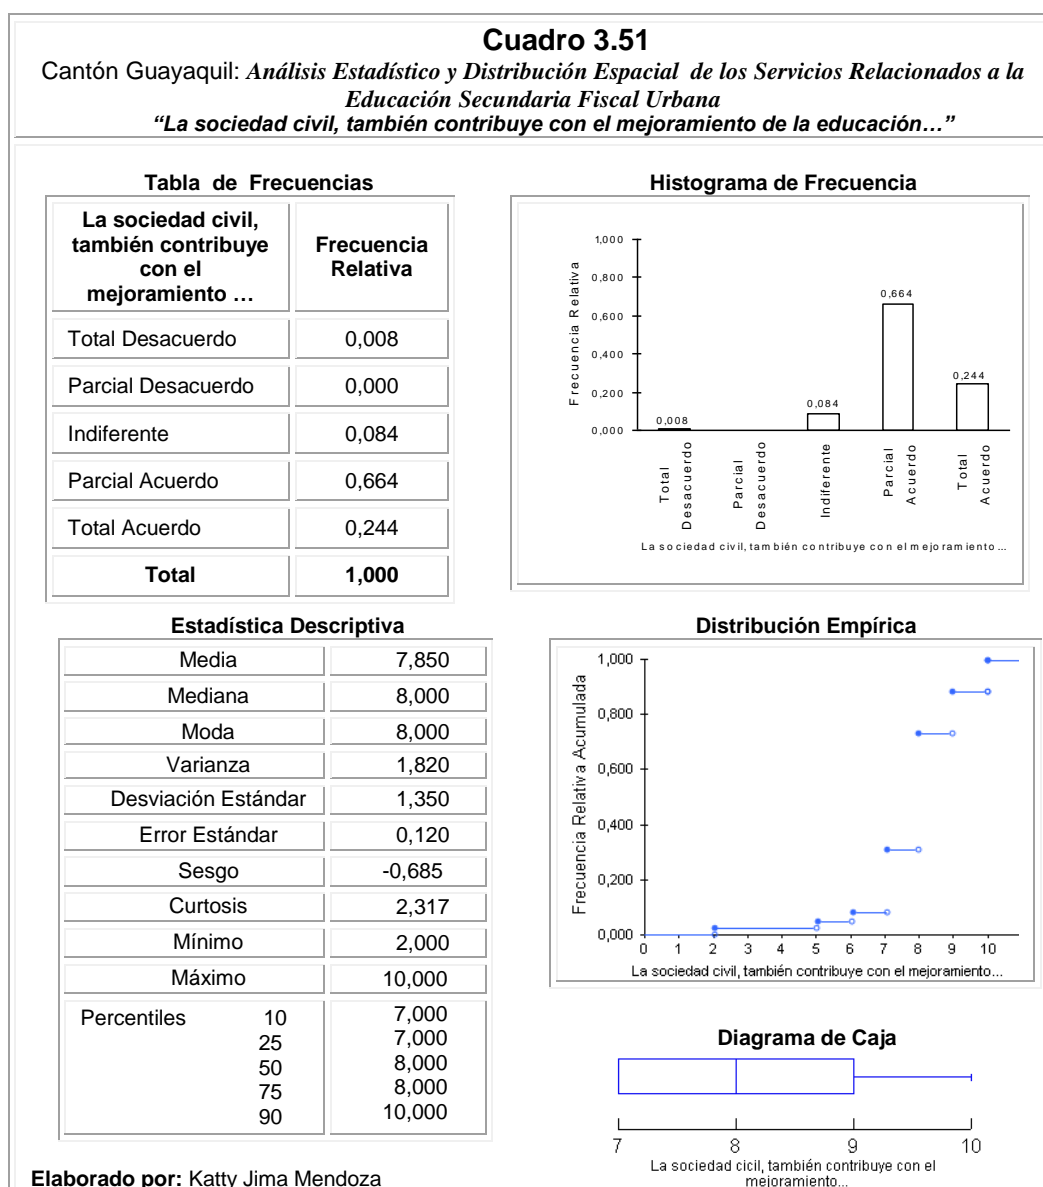 Cuadro 3.51
Cantón Guayaquil: Análisis Estadístico y Distribución Espacial de los Servicios Relacionados a la
Educación Secundaria Fiscal Urbana
“La sociedad civil, también contribuye con el mejoramiento de la educación…”
Tabla de Frecuencias
La sociedad civil,
también contribuye
con el
mejoramiento …
Frecuencia
Relativa
Total Desacuerdo 0,008
Parcial Desacuerdo 0,000
Indiferente 0,084
Parcial Acuerdo 0,664
Total Acuerdo 0,244
Total 1,000
Histograma de Frecuencia
Frecuencia Relativa
1,000
0,800
0,600
0,400
0,200
0,000
0,008
0,084
0,664
0,244
Total
Desacuerdo
Parcial
Desacuerdo
Indiferente
Parcial
Acuerdo
Total
Acuerdo
La sociedad civil, también contribuye con el mejoramiento ...
Estadística Descriptiva
Media 7,850
Mediana 8,000
Moda 8,000
Varianza 1,820
Desviación Estándar 1,350
Error Estándar 0,120
Sesgo -0,685
Curtosis 2,317
Mínimo 2,000
Máximo 10,000
Percentiles 10 7,000
25 7,000
50 8,000
75 8,000
90 10,000
Distribución Empírica
Frecuencia Relativa Acumulada
1,000
0,800
0,600
0,400
0,200
0,000
0 1 2 3 4 5 6 7 8 9 10
La sociedad civil, también contribuye con el mejoramiento...
Diagrama de Caja
7 8 9 10
La sociedad cicil, también contribuye con el
mejoramiento...
Elaborado por: Katty Jima Mendoza